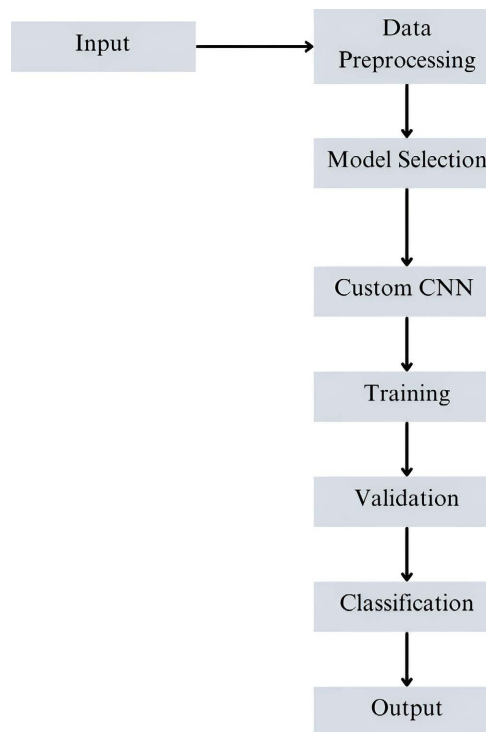 Input
Data
Preprocessing
Model Selection
Custom CNN
Training
Validation
Classification
Output